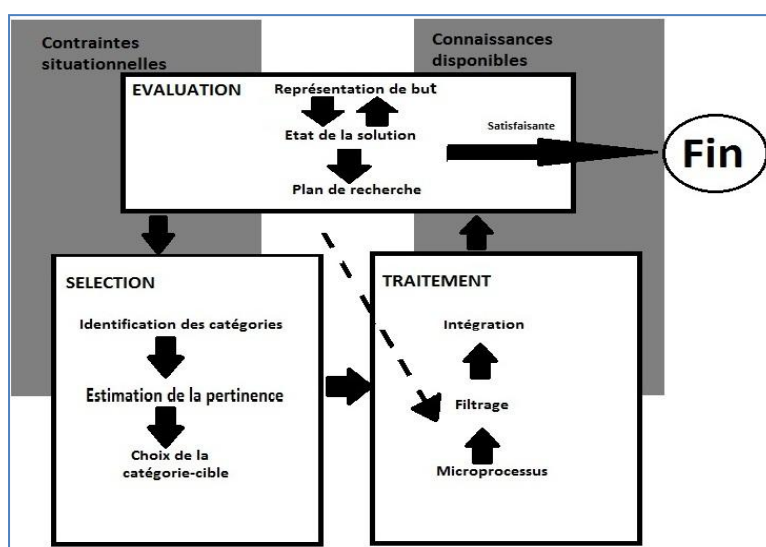 Contraintes
situationnelles
Connaissances
disponibles
EVALUATION
Représentation de but
Etat de la solution
Plan de recherche
Satisfaisante
Fin
SELECTION
Identification des catégories
Estimation de la pertinence
Choix de la
catégorie-cible
TRAITEMENT
Intégration
Filtrage
Microprocessus